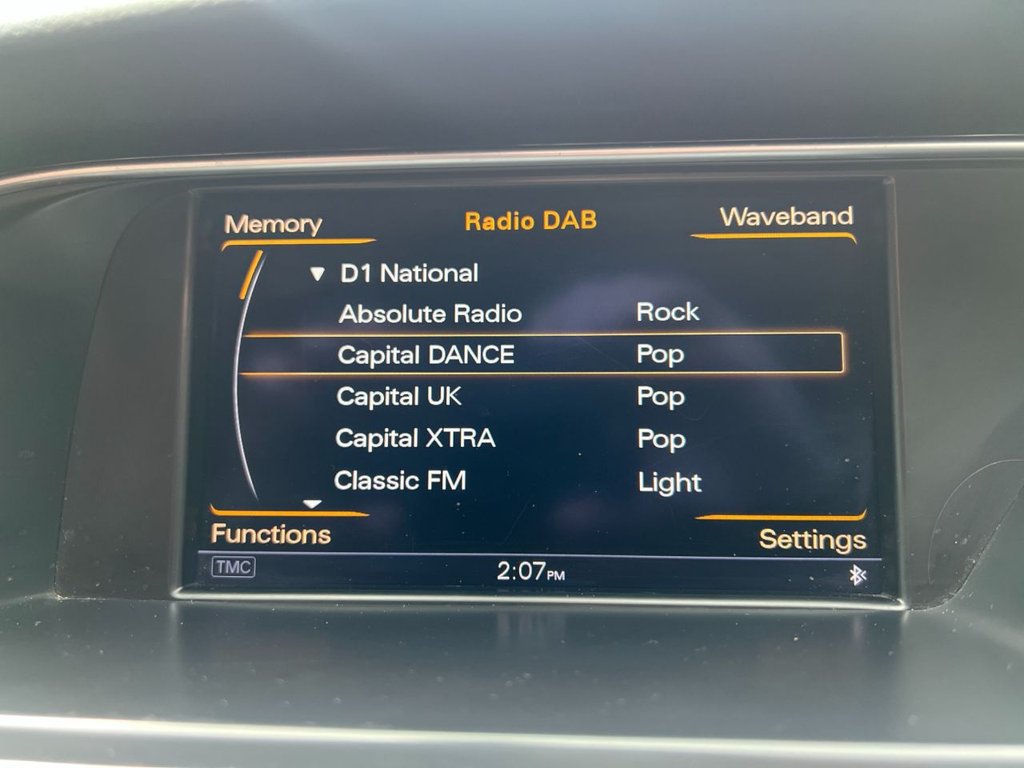 Memory Radio DAB Waveband
D1 National
Absolute Radio Rock
Capital DANCE Pop
Capital UK Pop
Capital XTRA Pop
Classic FM Light
Functions Settings
TMC 2:07PM